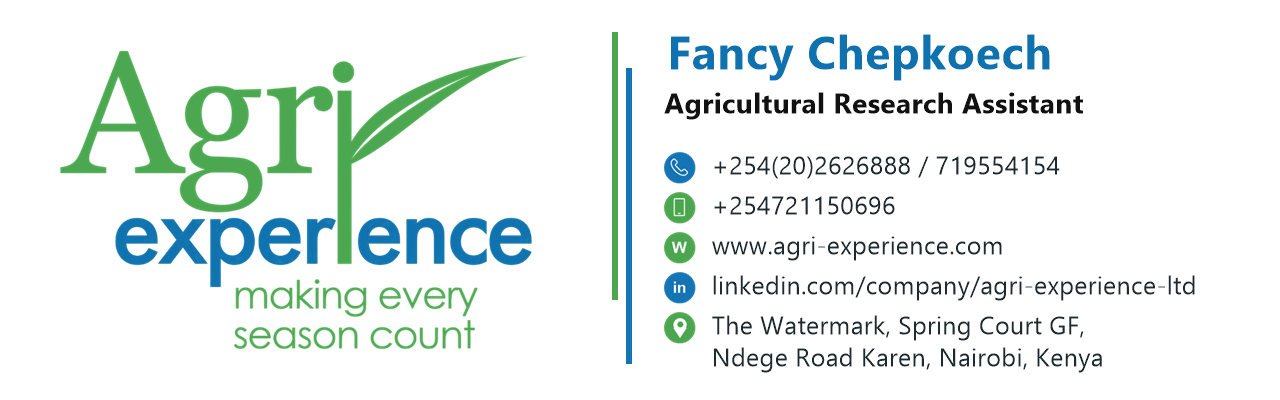 Agri
experience
making every
season count
Fancy Chepkoech
Agricultural Research Assistant
+254(20)2626888 / 719554154
+254721150696
W www.agri-experience.com
in linkedin.com/company/agri-experience-ltd
The Watermark, Spring Court GF,
Ndege Road Karen, Nairobi, Kenya